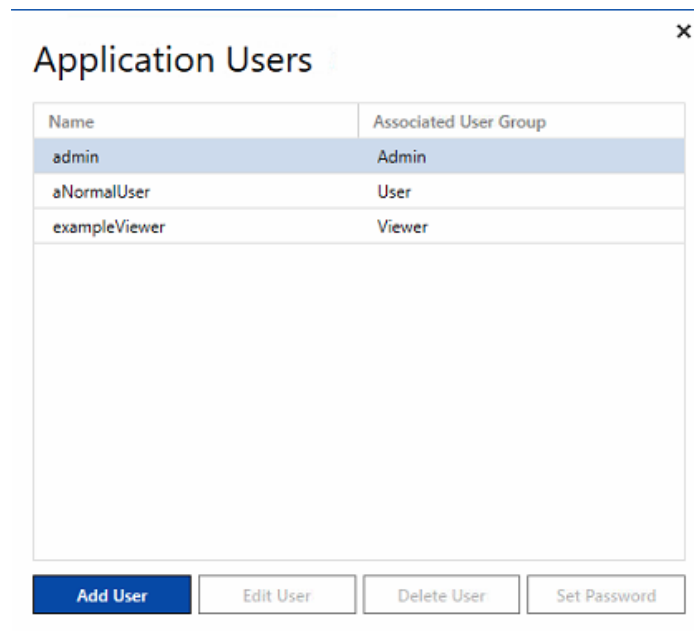 Application Users
Name Associated User Group
admin Admin
aNormalUser User
exampleViewer Viewer
Add User Edit User Delete User Set Password